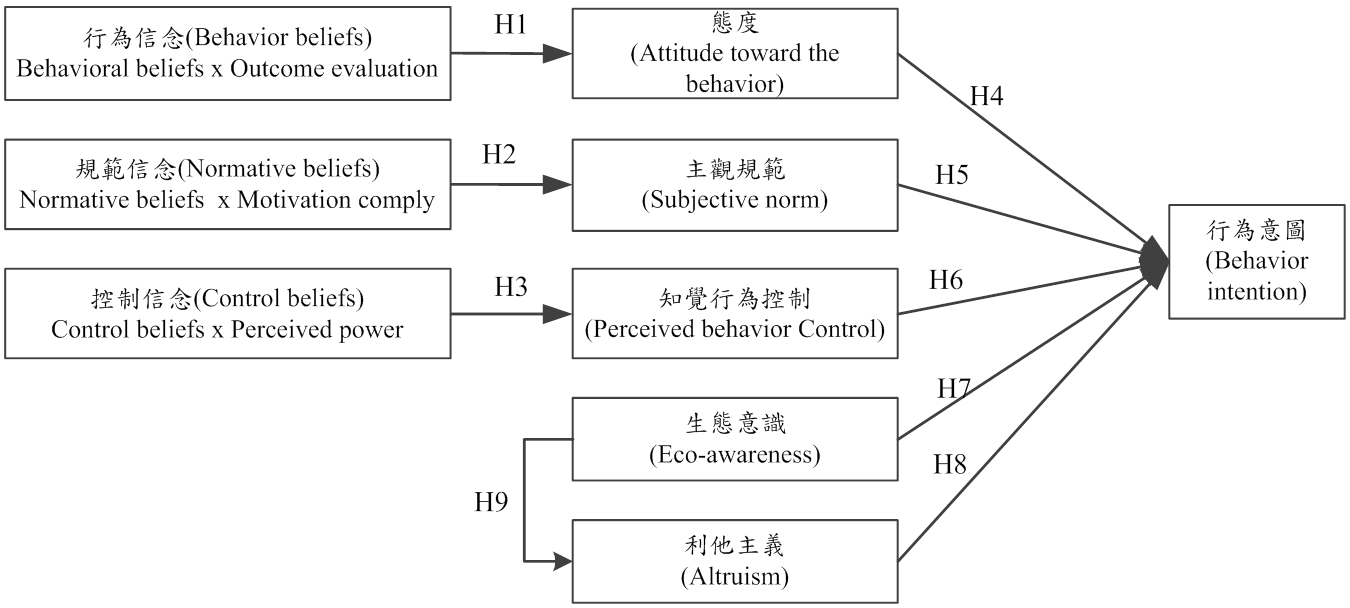 行為信念(Behavior beliefs)
Behavioral beliefs x Outcome evaluation
H1
態度
(Attitude toward the
behavior)
H4
規範信念(Normative beliefs)
Normative beliefs x Motivation comply
H2
主觀規範
(Subjective norm)
H5
行為意圖
(Behavior
intention)
控制信念(Control beliefs)
Control beliefs x Perceived power
H3
知覺行為控制
(Perceived behavior Control)
H6
H7
生態意識
(Eco-awareness)
H8
H9
利他主義
(Altruism)